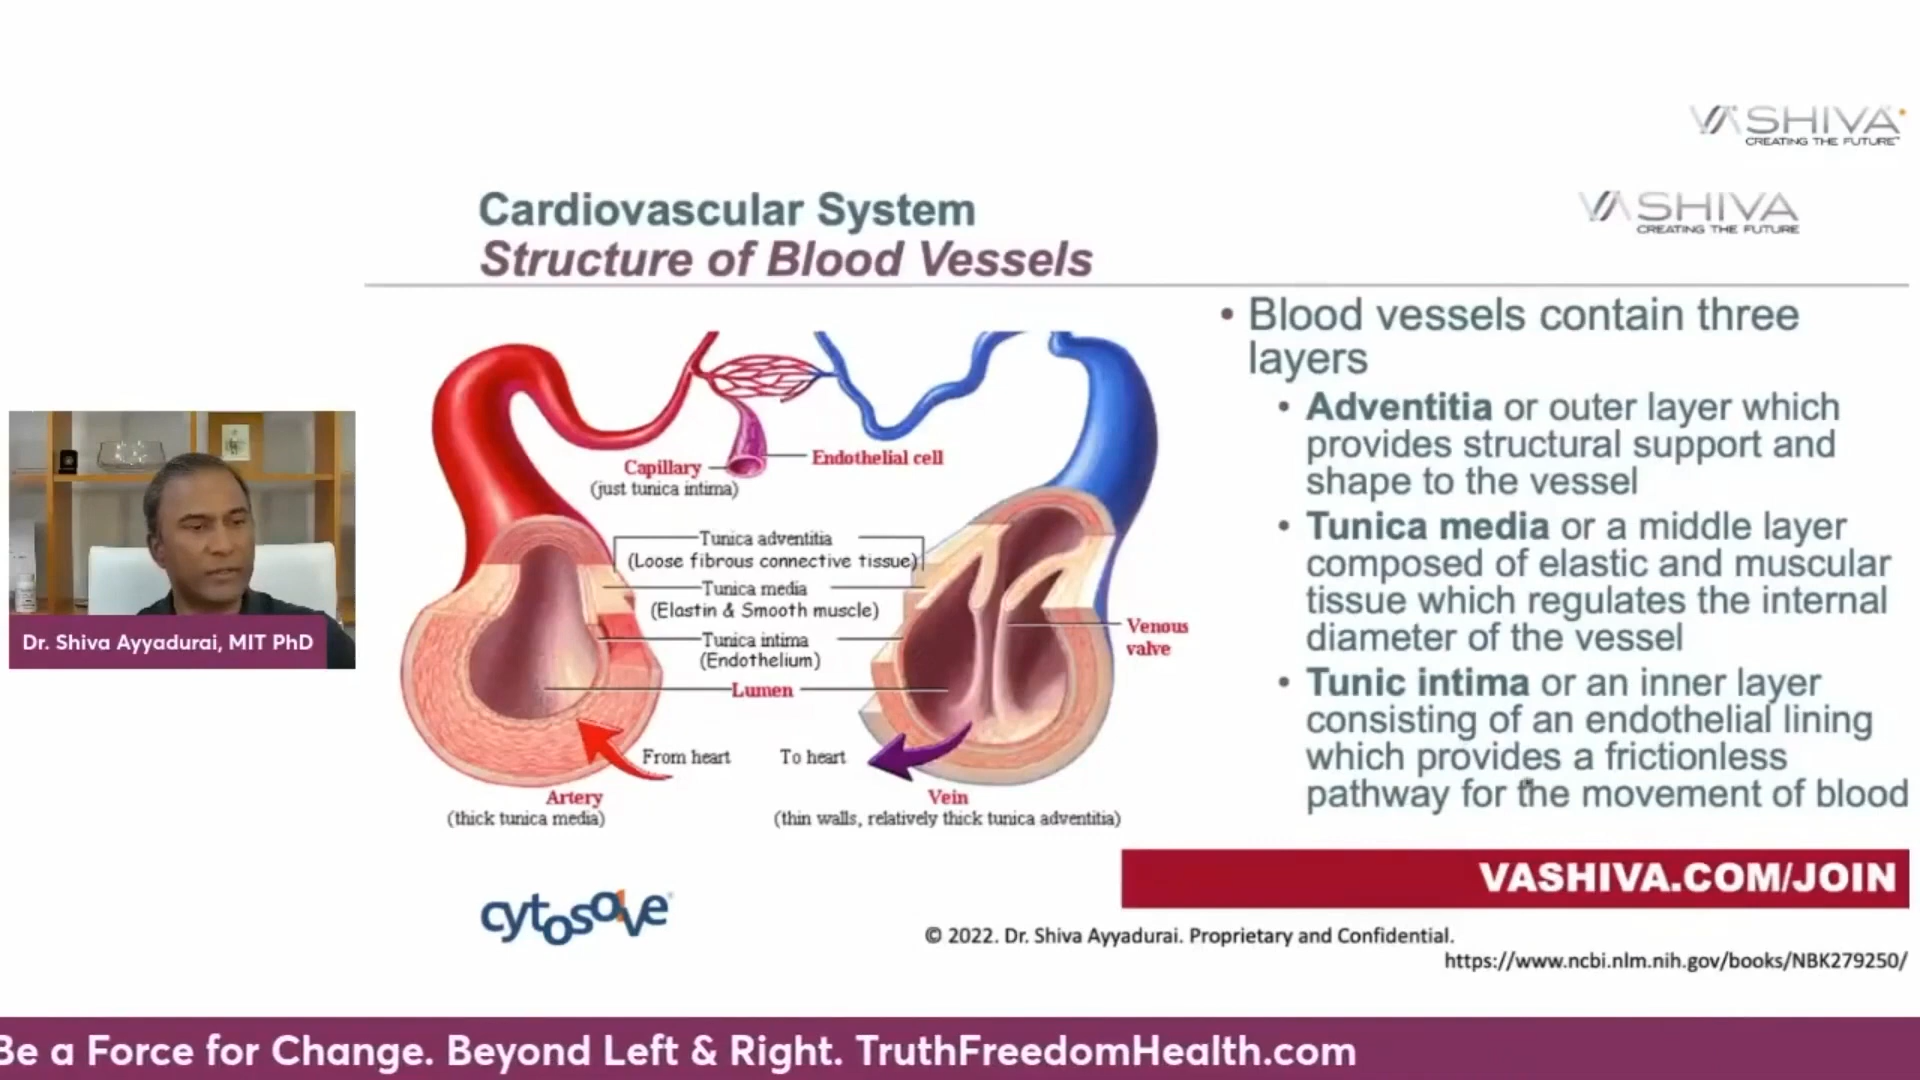 VASHIVA
CREATING THE FUTURE
VASHIVA
CREATING THE FUTURE
Cardiovascular System
Structure of Blood Vessels
• Blood vessels contain three
layers
• Adventitia or outer layer which
provides structural support and
shape to the vessel
• Tunica media or a middle layer
composed of elastic and muscular
tissue which regulates the internal
diameter of the vessel
• Tunic intima or an inner layer
consisting of an endothelial lining
which provides a frictionless
pathway for the movement of blood
Capillary
(just tunica intima)
Endothelial cell
Tunica adventitia
(Loose fibrous connective tissue)
Tunica media
(Elastin & Smooth muscle)
Tunica intima
(Endothelium)
Lumen
Venous
valve
From heart
To heart
Artery
(thick tunica media)
Vein
(thin walls, relatively thick tunica adventitia)
Dr. Shiva Ayyadurai, MIT PhD
VASHIVA.COM/JOIN
cytosolve
© 2022. Dr. Shiva Ayyadurai. Proprietary and Confidential.
https://www.ncbi.nlm.nih.gov/books/NBK279250/
Be a Force for Change. Beyond Left & Right. TruthFreedomHealth.com